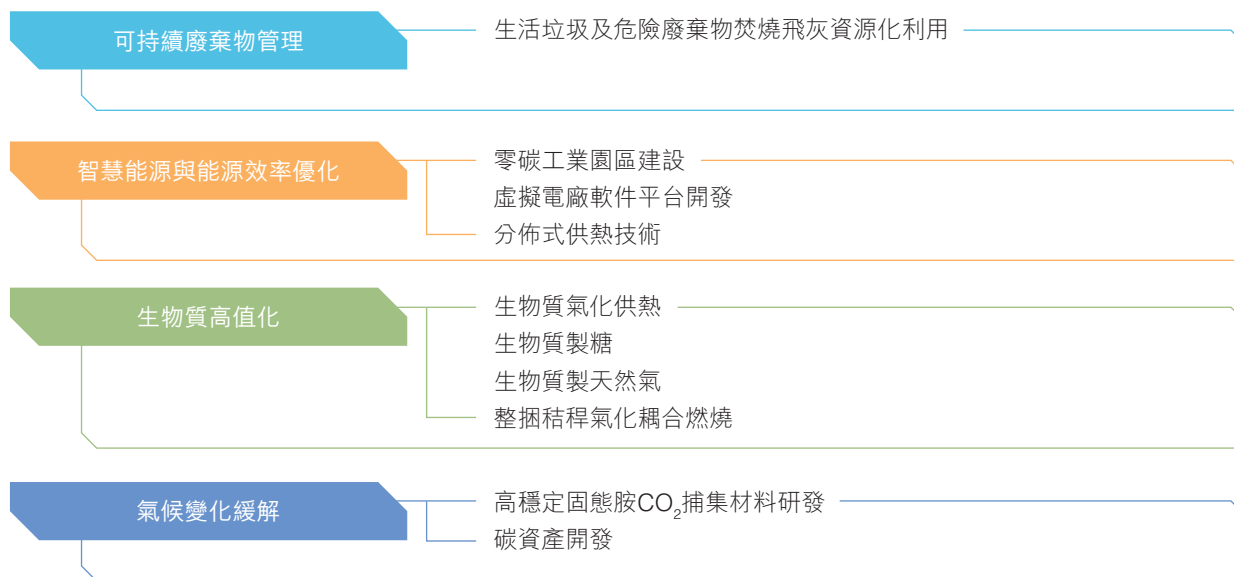 可持續廢棄物管理
生活垃圾及危險廢棄物焚燒飛灰資源化利用
智慧能源與能源效率優化
零碳工業園區建設
虛擬電廠軟件平台開發
分佈式供熱技術
生物質高值化
生物質氣化供熱
生物質製糖
生物質製天然氣
整捆秸稈氣化耦合燃燒
氣候變化緩解
高穩定固態胺CO₂捕集材料研發
碳資產開發